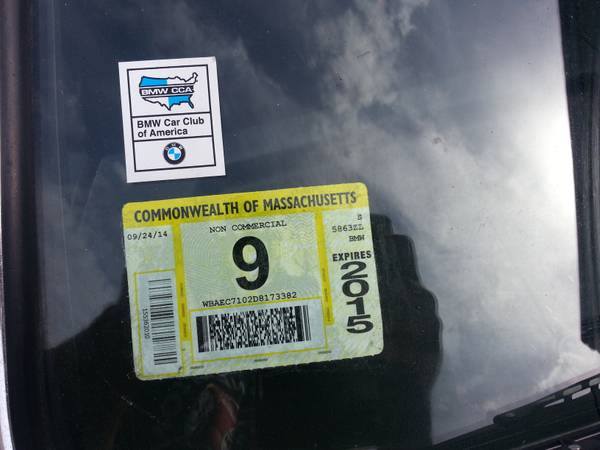 BMW CCA
BMW Car Club
of America
BMW
COMMONWEALTH OF MASSACHUSETTS
09/24/14
NON COMMERCIAL
S
5863ZL
BMW
9
EXPIRES
2015
WBAEC7102D8173382